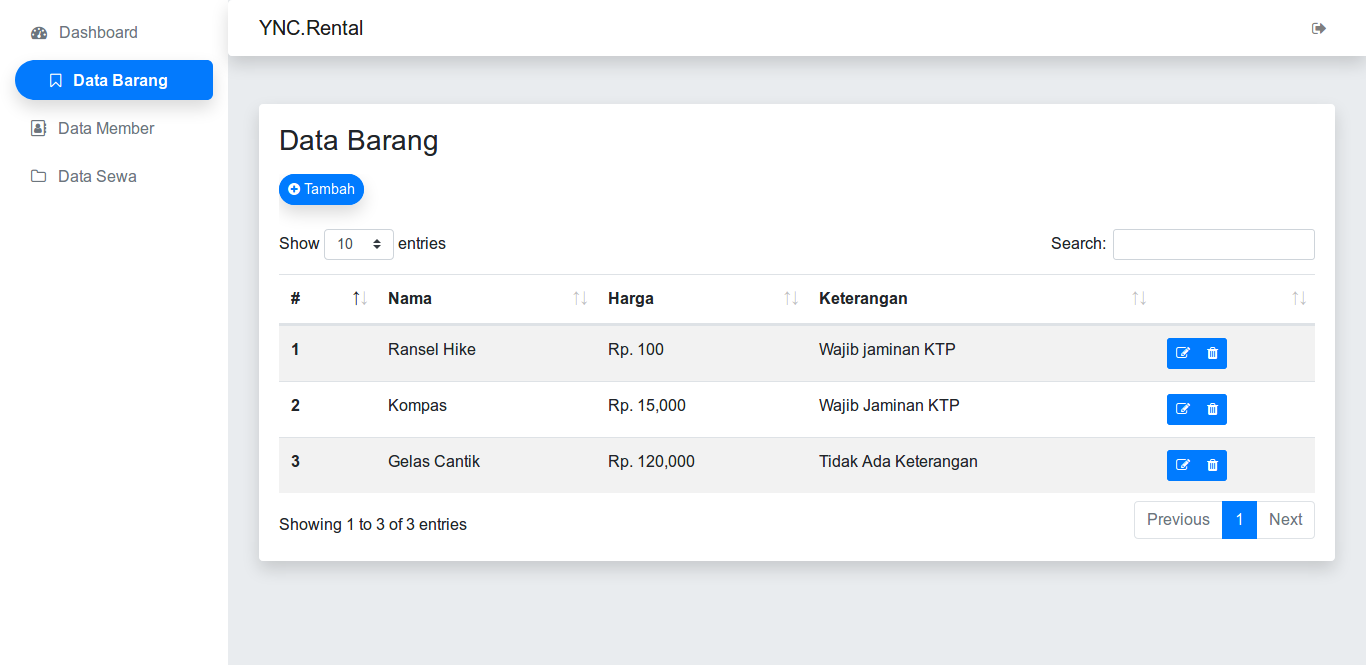 Dashboard
YNC.Rental
Data Barang
Data Member
Data Sewa
Data Barang
Tambah
Show 10 entries
Search:
# Nama Harga Keterangan
1 Ransel Hike Rp. 100 Wajib jaminan KTP
2 Kompas Rp. 15,000 Wajib Jaminan KTP
3 Gelas Cantik Rp. 120,000 Tidak Ada Keterangan
Showing 1 to 3 of 3 entries
Previous 1 Next